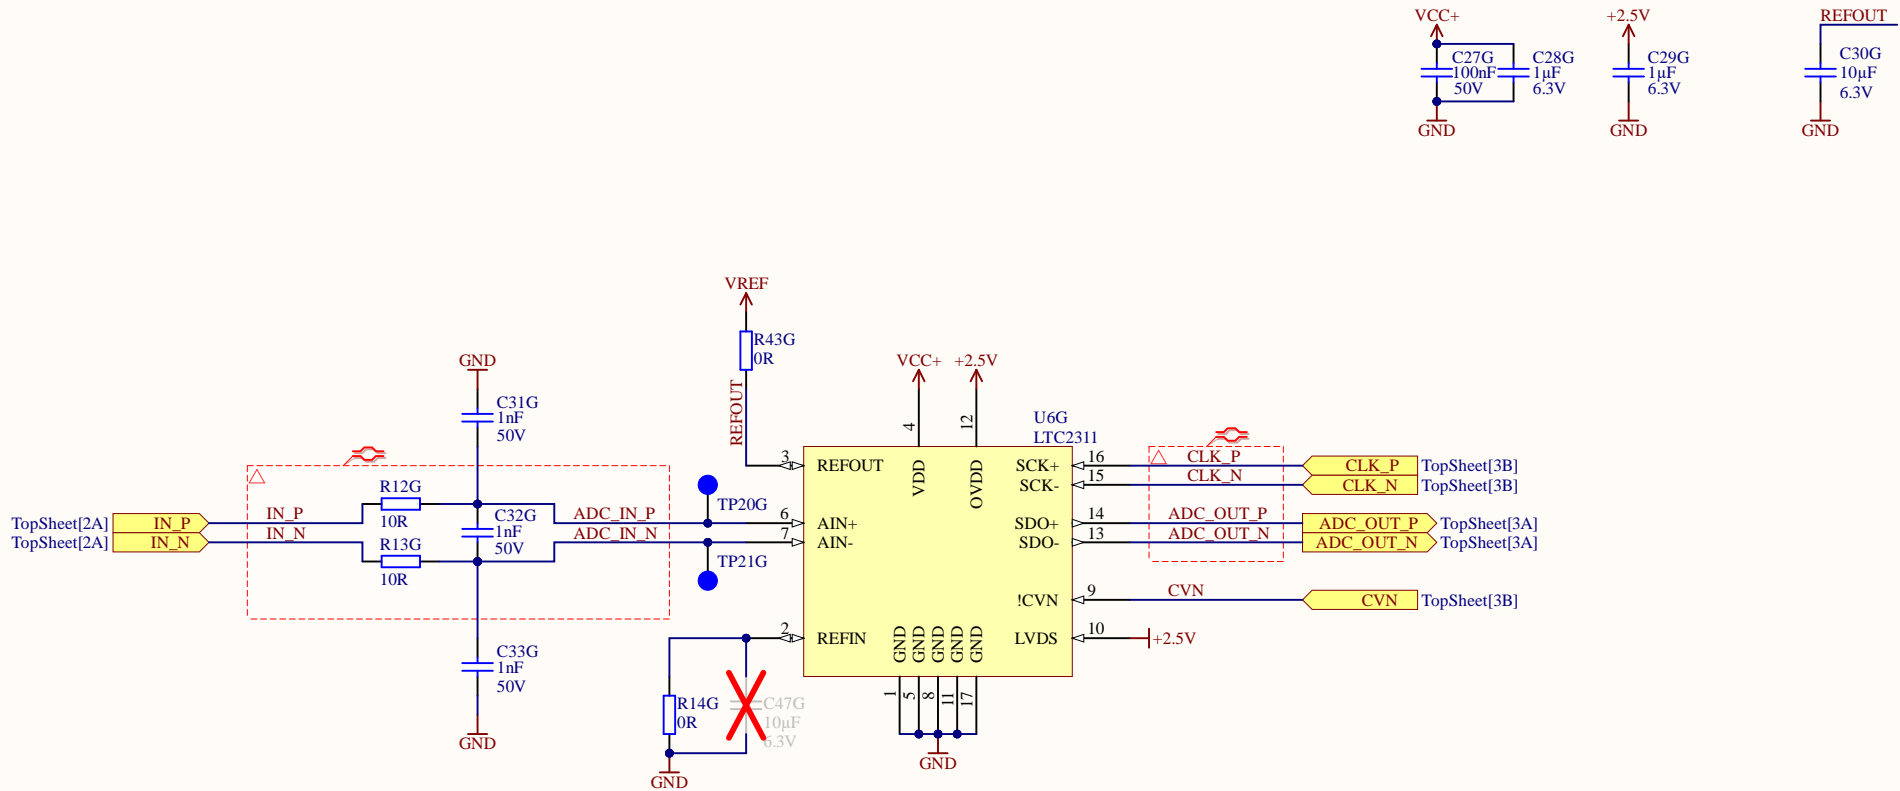 VCC+
+2.5V
REFOUT
C27G
100nF
50V
C28G
1µF
6.3V
C29G
1µF
6.3V
C30G
10µF
6.3V
GND
GND
GND
VREF
R43G
0R
REFOUT
GND
C31G
1nF
50V
VCC+
+2.5V
4
12
U6G
LTC2311
3
REFOUT
VDD
OVDD
SCK+
16
CLK_P
CLK_P
TopSheet[3B]
SCK-
15
CLK_N
CLK_N
TopSheet[3B]
R12G
10R
TopSheet[2A]
IN_P
IN_P
C32G
1nF
50V
ADC_IN_P
TP20G
6
AIN+
SDO+
14
ADC_OUT_P
ADC_OUT_P
TopSheet[3A]
TopSheet[2A]
IN_N
IN_N
R13G
10R
ADC_IN_N
TP21G
7
AIN-
SDO-
13
ADC_OUT_N
ADC_OUT_N
TopSheet[3A]
!CVN
9
CVN
CVN
TopSheet[3B]
2
REFIN
GND
GND
GND
GND
GND
LVDS
10
+2.5V
C33G
1nF
50V
GND
R14G
0R
C47G
10µF
6.3V
GND
1
5
8
11
17
GND